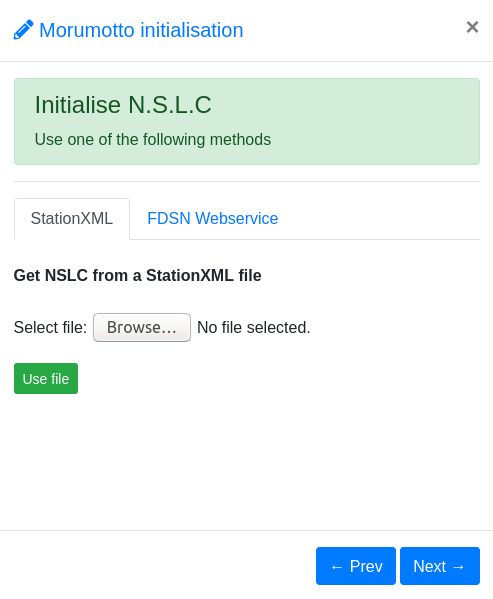 Morumotto initialisation ×
Initialise N.S.L.C
Use one of the following methods
StationXML FDSN Webservice
Get NSLC from a StationXML file
Select file: Browse... No file selected.
Use file
← Prev Next →